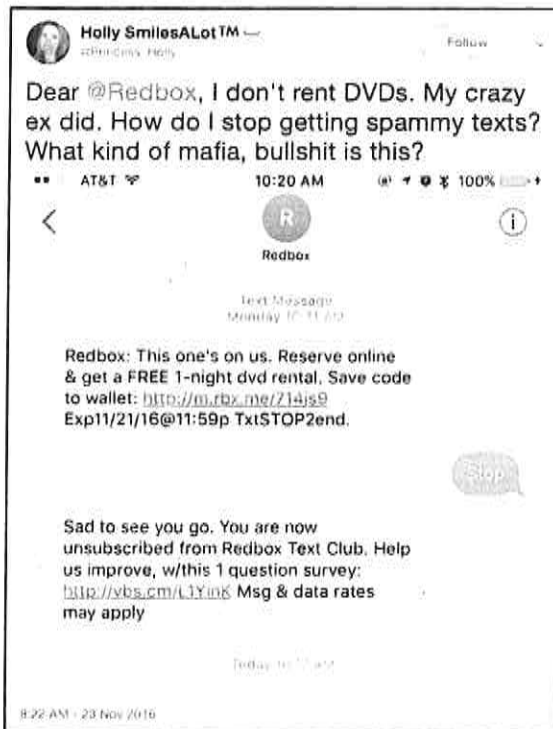 Holly SmilesALot™
Follow
Dear @Redbox, I don't rent DVDs. My crazy
ex did. How do I stop getting spammy texts?
What kind of mafia, bullshit is this?
AT&T 10:20 AM 100%
R
Redbox
Text Message
Monday
Redbox: This one's on us. Reserve online
& get a FREE 1-night dvd rental. Save code
to wallet: http://m.rbx.me/714js9
Exp11/21/16@11:59p TxtSTOP2end.
Stop
Sad to see you go. You are now
unsubscribed from Redbox Text Club. Help
us improve, w/this 1 question survey:
http://vbs.cm/L1YinK Msg & data rates
may apply
Today
8:22 AM - 23 Nov 2016